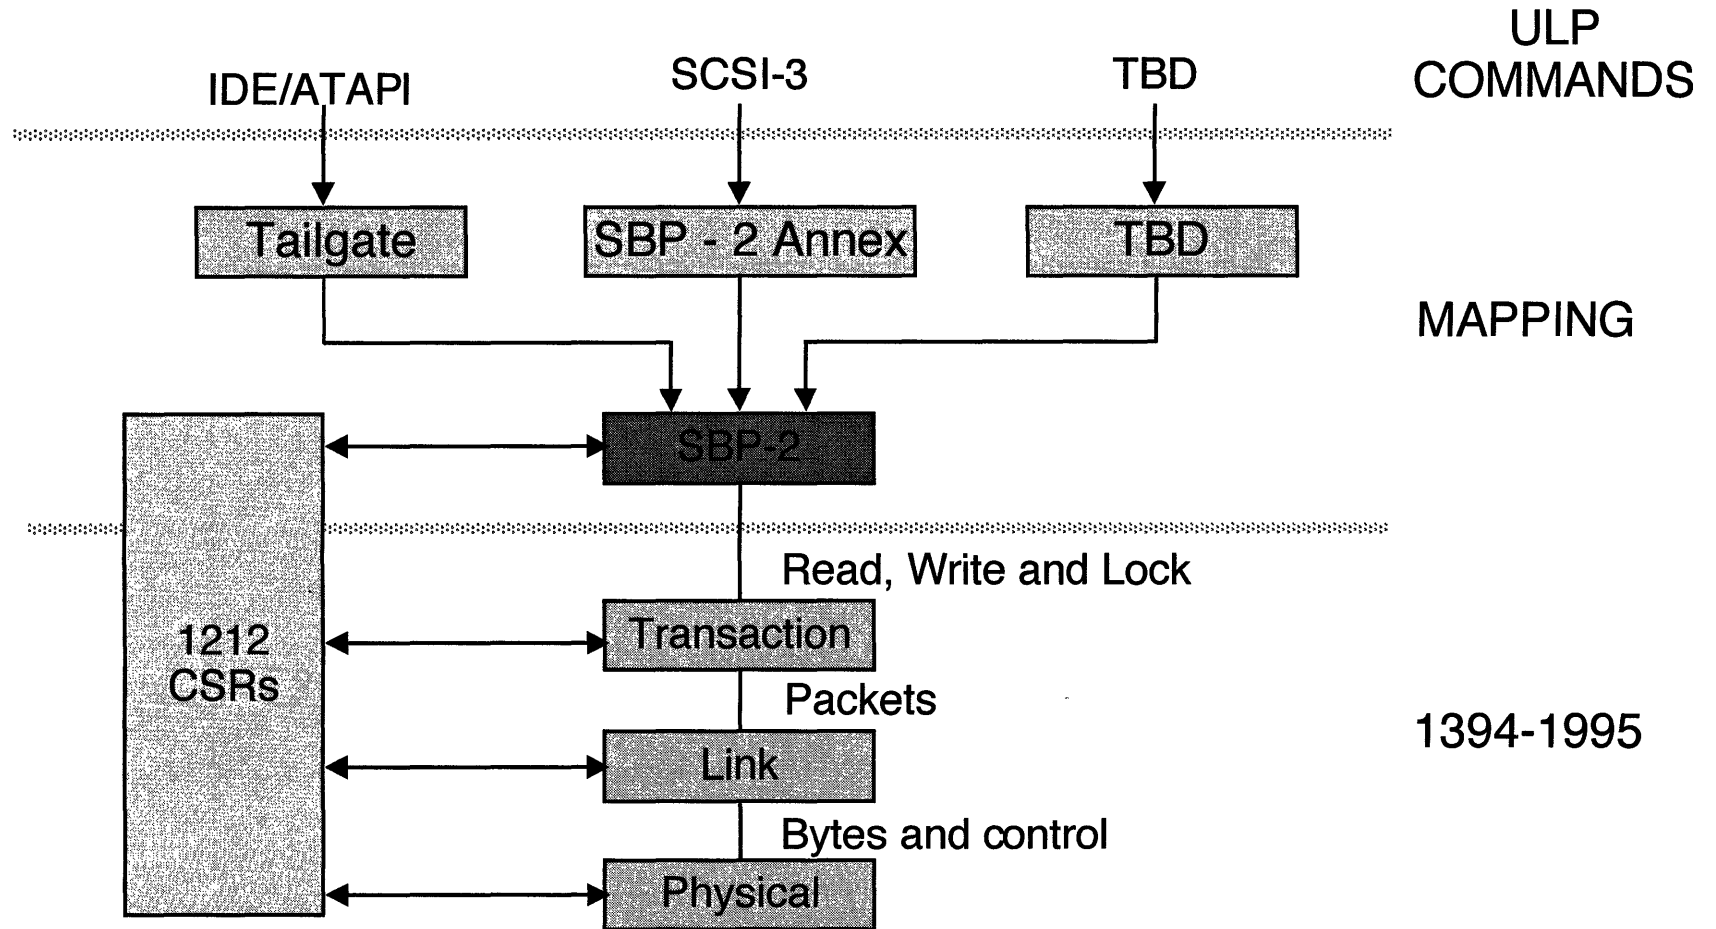 ULP
COMMANDS
IDE/ATAPI
SCSI-3
TBD
Tailgate
SBP - 2 Annex
TBD
MAPPING
SBP-2
Read, Write and Lock
1212
CSRs
Transaction
Packets
1394-1995
Link
Bytes and control
Physical